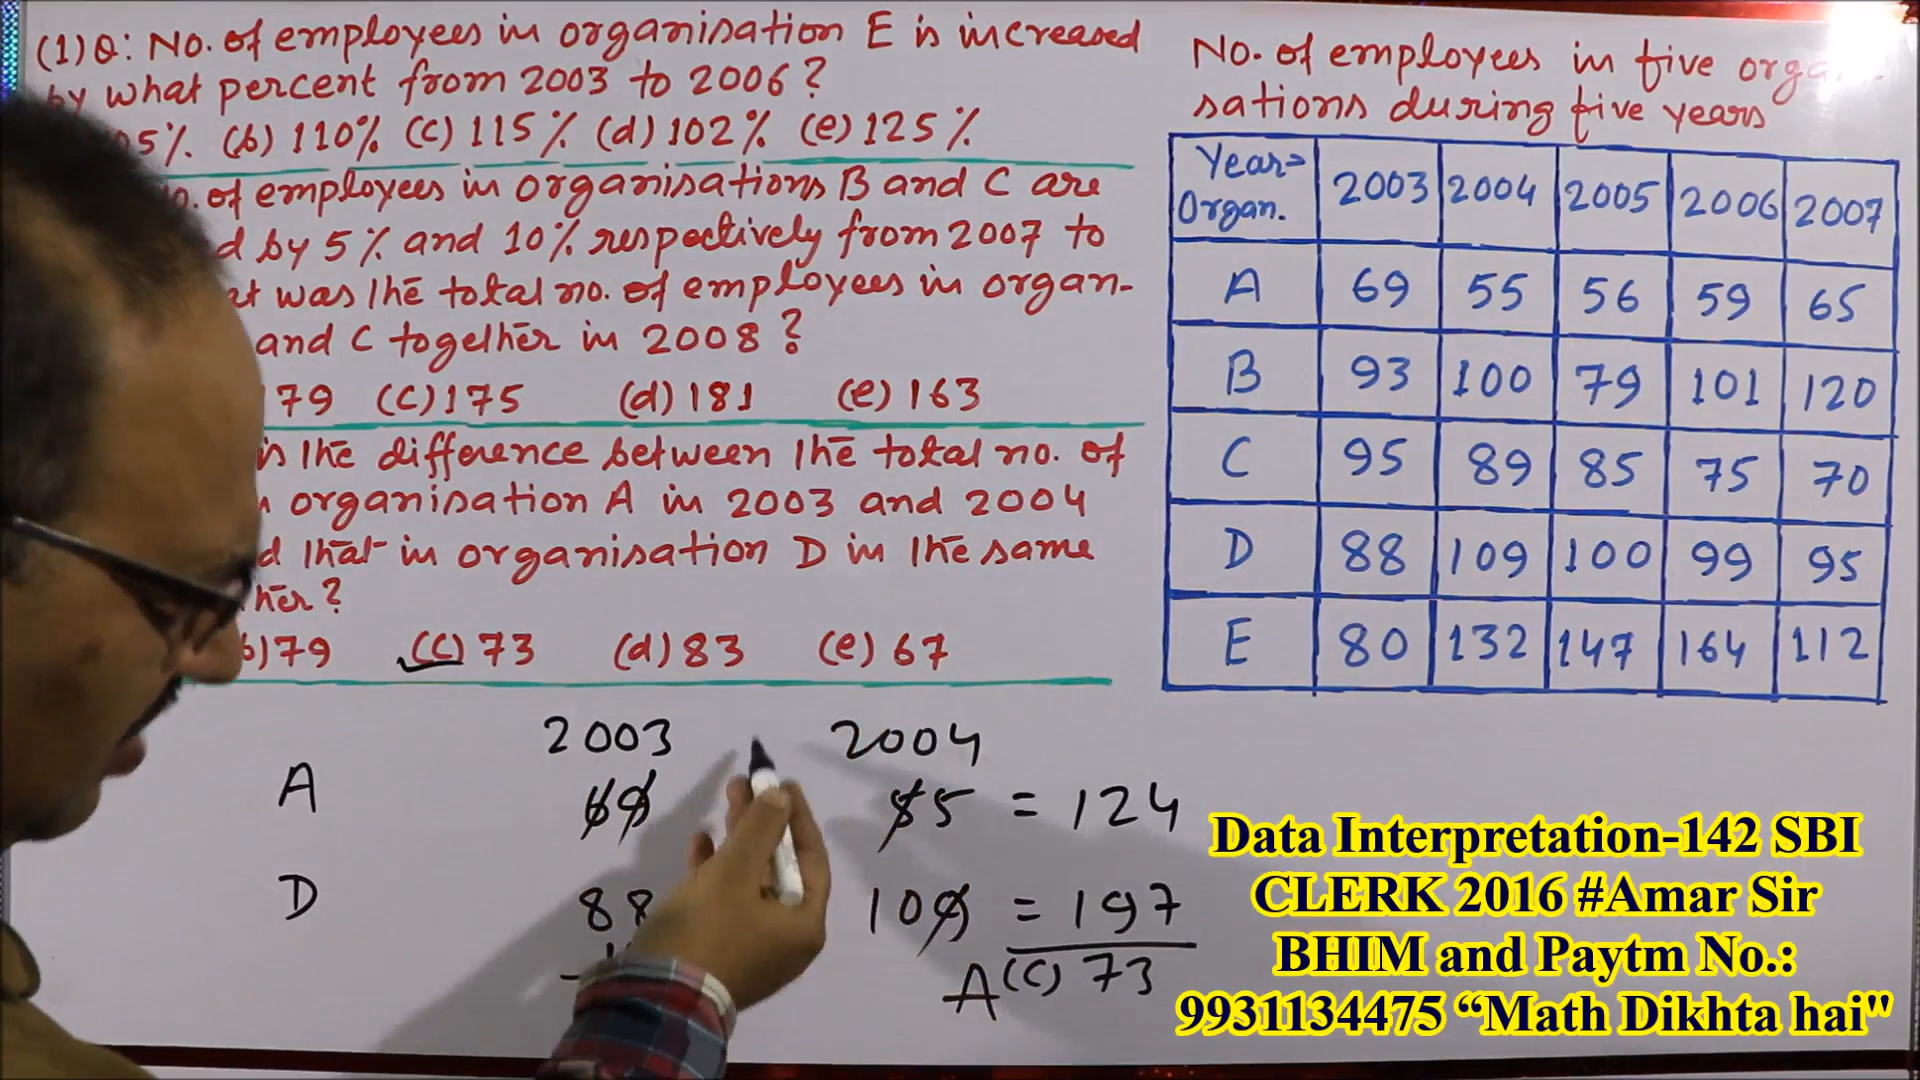 (1)Q: No. of employees in organisation E is increased
by what percent from 2003 to 2006?
05%. (b) 110% (c) 115% (d) 102% (e) 125%
of employees in organisations B and C are
d by 5% and 10% respectively from 2007 to
at was the total no. of employees in organ-
and C together in 2008?
79 (c) 175 (d) 181 (e) 163
is the difference between the total no. of
organisation A in 2003 and 2004
d that in organisation D in the same
her?
b) 79 (c) 73 (d) 83 (e) 67
2003 2004
A 69 55 = 124
D 88 109 = 197
A (c) 73
No. of employees in five
sations during five years
Year→ 2003 2004 2005 2006 2007
Organ.
A 69 55 56 59 65
B 93 100 79 101 120
C 95 89 85 75 70
D 88 109 100 99 95
E 80 132 147 164 112
Data Interpretation-142 SBI
CLERK 2016 #Amar Sir
BHIM and Paytm No.:
9931134475 “Math Dikhta hai"